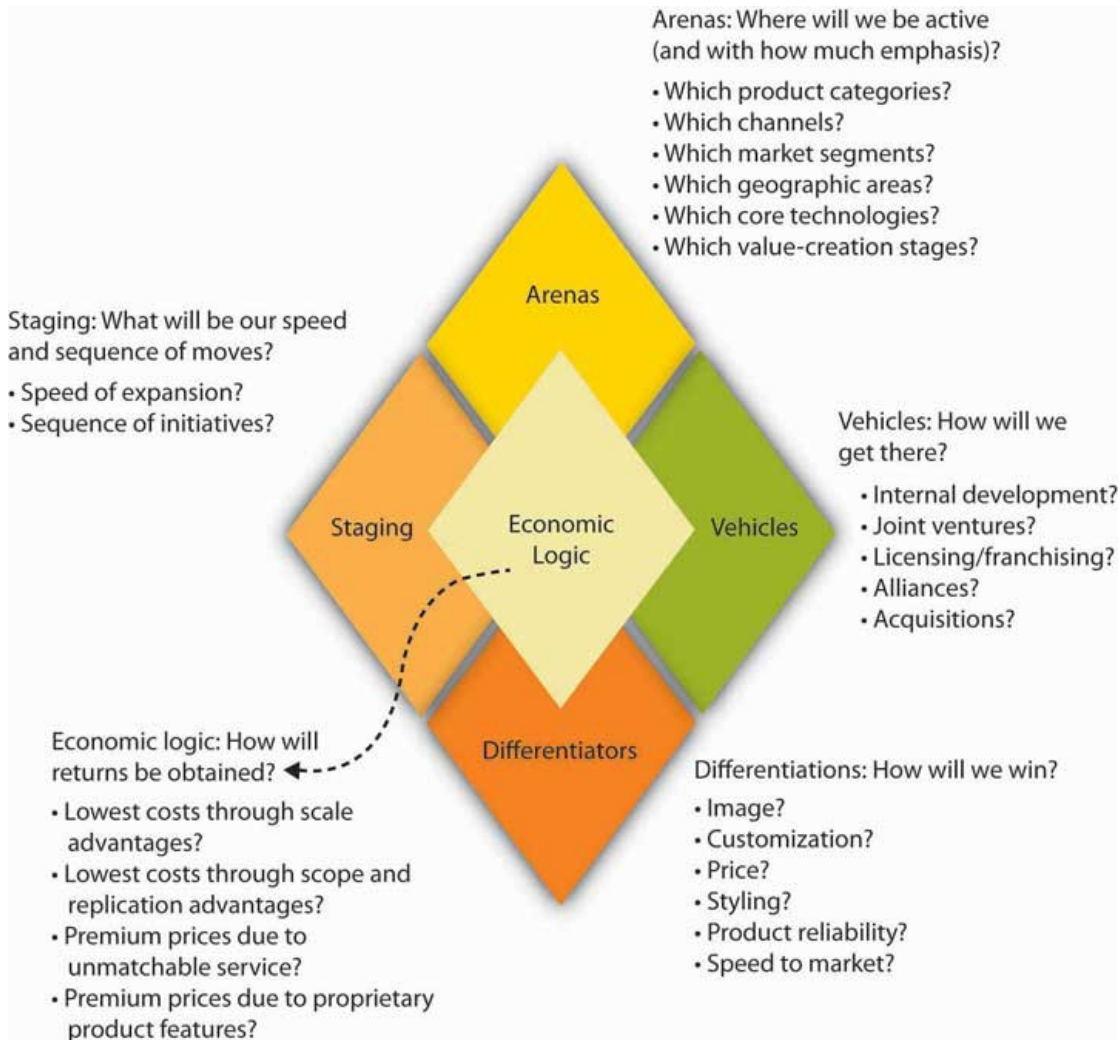 Arenas: Where will we be active
(and with how much emphasis)?
• Which product categories?
• Which channels?
• Which market segments?
• Which geographic areas?
• Which core technologies?
• Which value-creation stages?
Arenas
Staging: What will be our speed
and sequence of moves?
• Speed of expansion?
• Sequence of initiatives?
Vehicles: How will we
get there?
• Internal development?
• Joint ventures?
• Licensing/franchising?
• Alliances?
• Acquisitions?
Staging
Economic
Logic
Vehicles
Economic logic: How will
returns be obtained?
• Lowest costs through scale
advantages?
• Lowest costs through scope and
replication advantages?
• Premium prices due to
unmatchable service?
• Premium prices due to proprietary
product features?
Differentiators
Differentiations: How will we win?
• Image?
• Customization?
• Price?
• Styling?
• Product reliability?
• Speed to market?